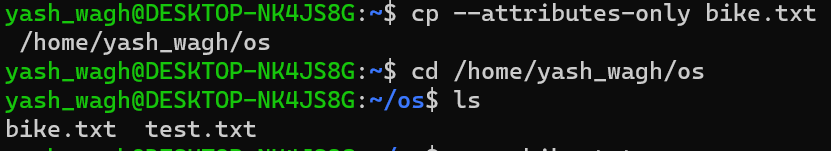 yash_wagh@DESKTOP-NK4JS8G:~$ cp --attributes-only bike.txt
 /home/yash_wagh/os
yash_wagh@DESKTOP-NK4JS8G:~$ cd /home/yash_wagh/os
yash_wagh@DESKTOP-NK4JS8G:~/os$ ls
bike.txt  test.txt